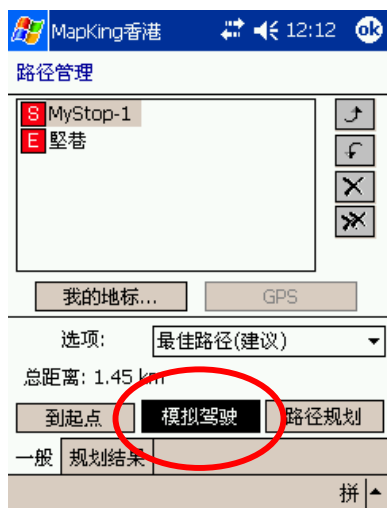 MapKing香港 12:12 ok
路径管理
S MyStop-1
E 堅巷
我的地标... GPS
选项: 最佳路径(建议)
总距离: 1.45 km
到起点 模拟驾驶 路径规划
一般 规划结果
拼